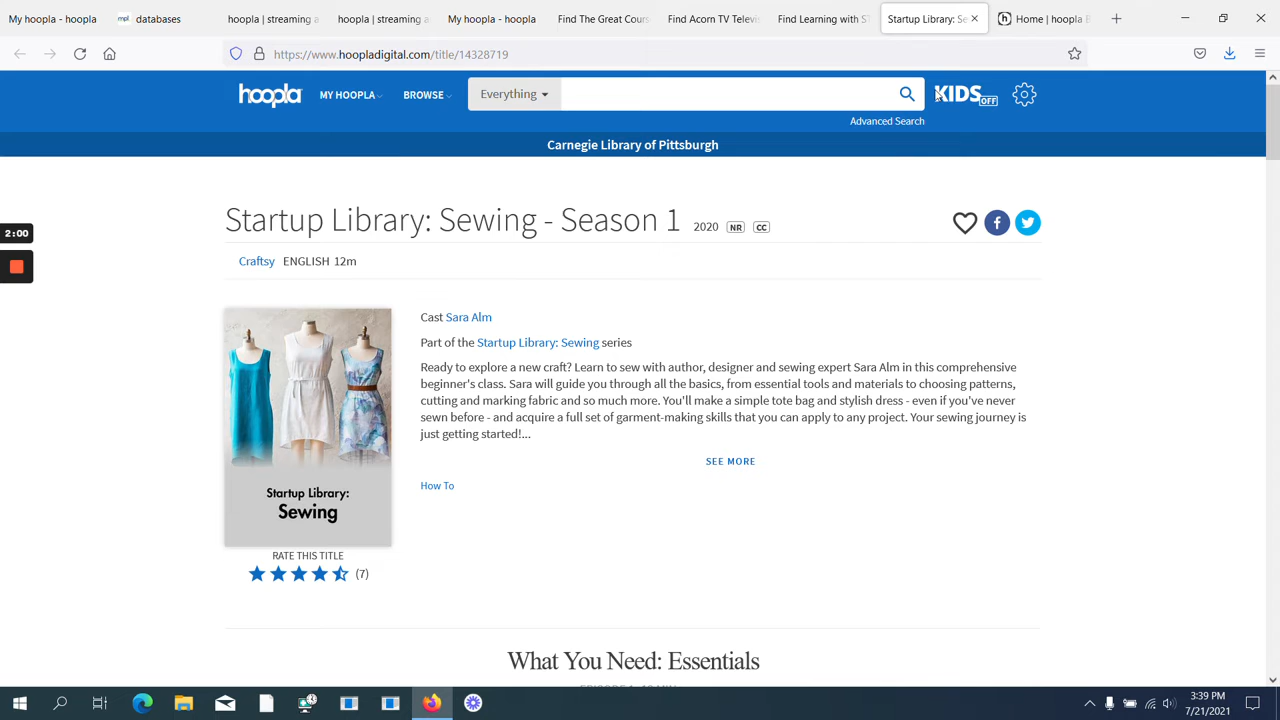 My hoopla - hoopla
mpl databases
hoopla | streaming a
hoopla | streaming a
My hoopla - hoopla
Find The Great Cours
Find Acorn TV Televi
Find Learning with ST
Startup Library: Se
Home | hoopla
https://www.hoopladigital.com/title/14328719
hoopla MY HOOPLA BROWSE Everything KIDS OFF
Advanced Search
Carnegie Library of Pittsburgh
2:00
Startup Library: Sewing - Season 1 2020 NR CC
Craftsy ENGLISH 12m
Cast Sara Alm
Part of the Startup Library: Sewing series
Ready to explore a new craft? Learn to sew with author, designer and sewing expert Sara Alm in this comprehensive
beginner's class. Sara will guide you through all the basics, from essential tools and materials to choosing patterns,
cutting and marking fabric and so much more. You'll make a simple tote bag and stylish dress - even if you've never
sewn before - and acquire a full set of garment-making skills that you can apply to any project. Your sewing journey is
just getting started!...
SEE MORE
How To
Startup Library:
Sewing
RATE THIS TITLE
(7)
What You Need: Essentials
3:39 PM
7/21/2021